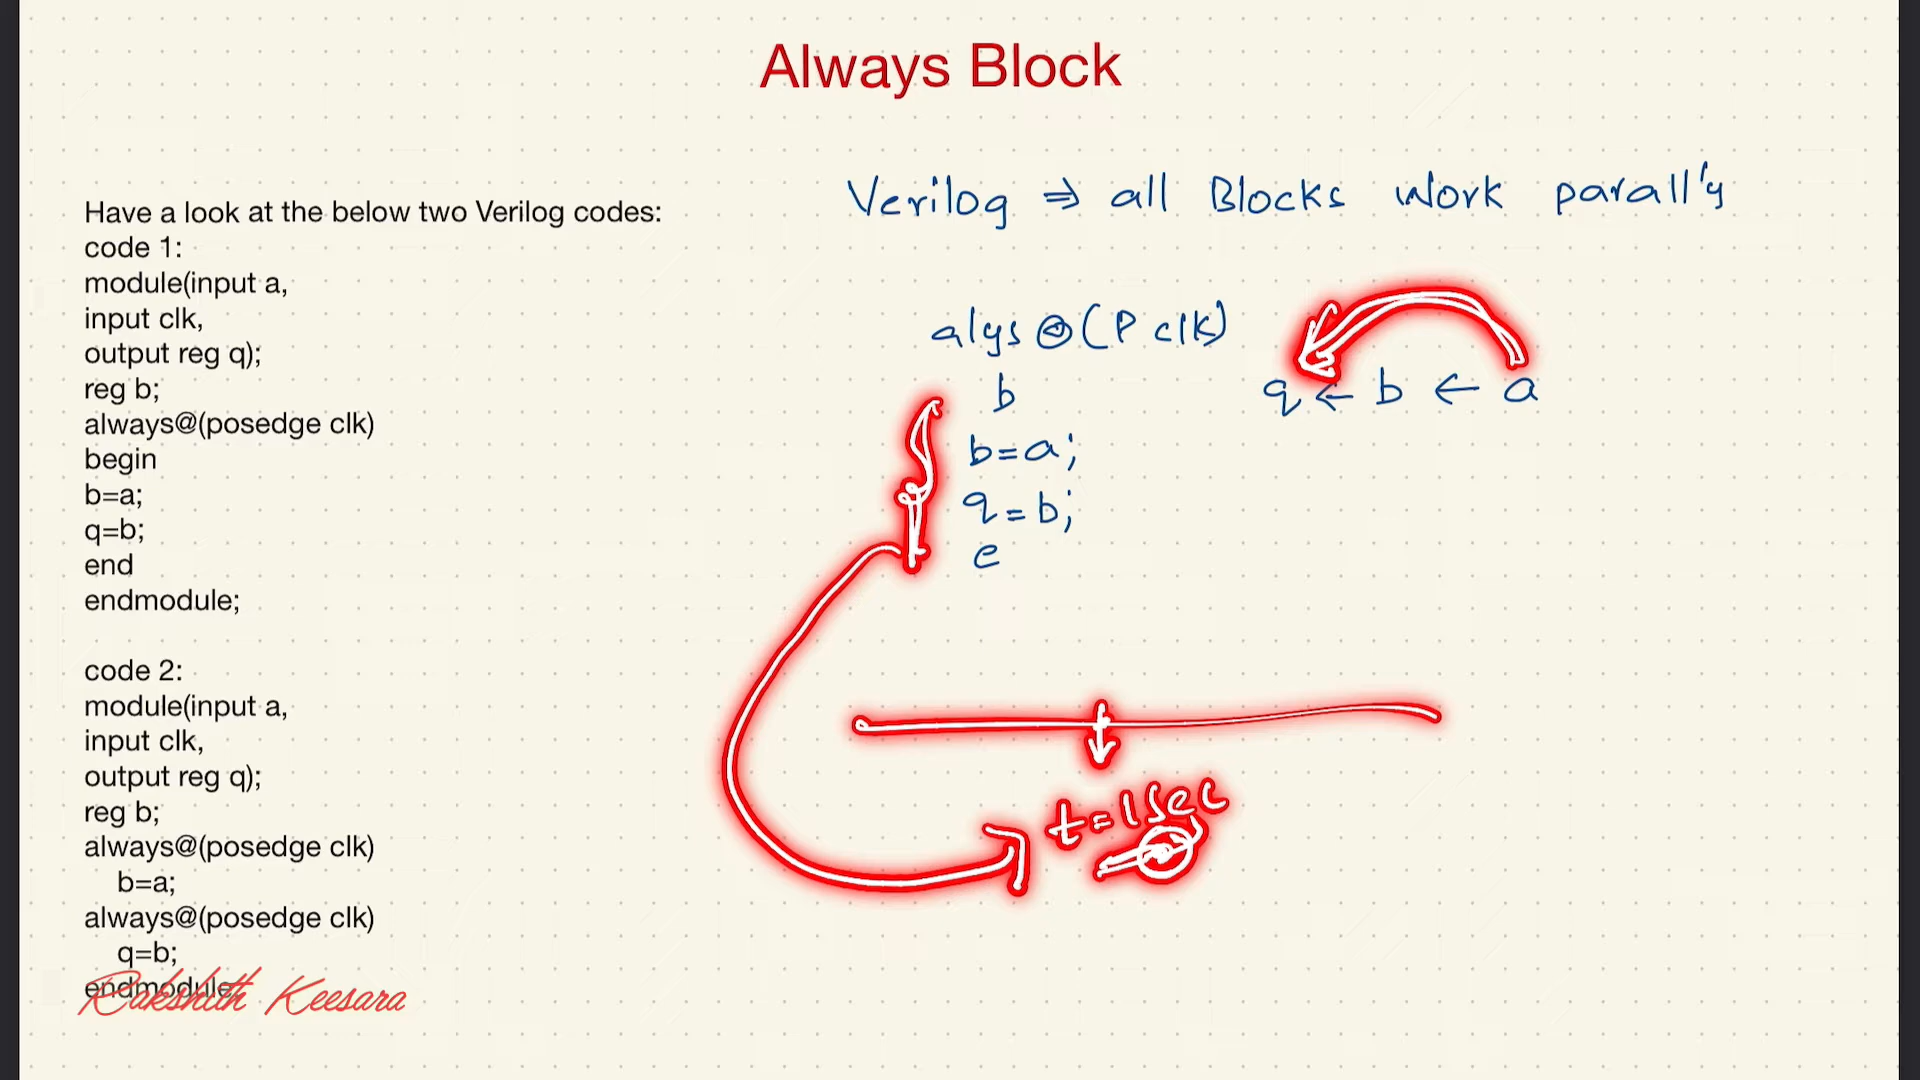 Always Block
Have a look at the below two Verilog codes:
code 1:
module(input a,
input clk,
output reg q);
reg b;
always@(posedge clk)
begin
b=a;
q=b;
end
endmodule;
code 2:
module(input a,
input clk,
output reg q);
reg b;
always@(posedge clk)
b=a;
always@(posedge clk)
q=b;
endmodule
Rakshith Keesara
Verilog ⇒ all Blocks Work parall'y
alys @(P clk)
b
b=a;
q=b;
e
q ← b ← a
t=1sec